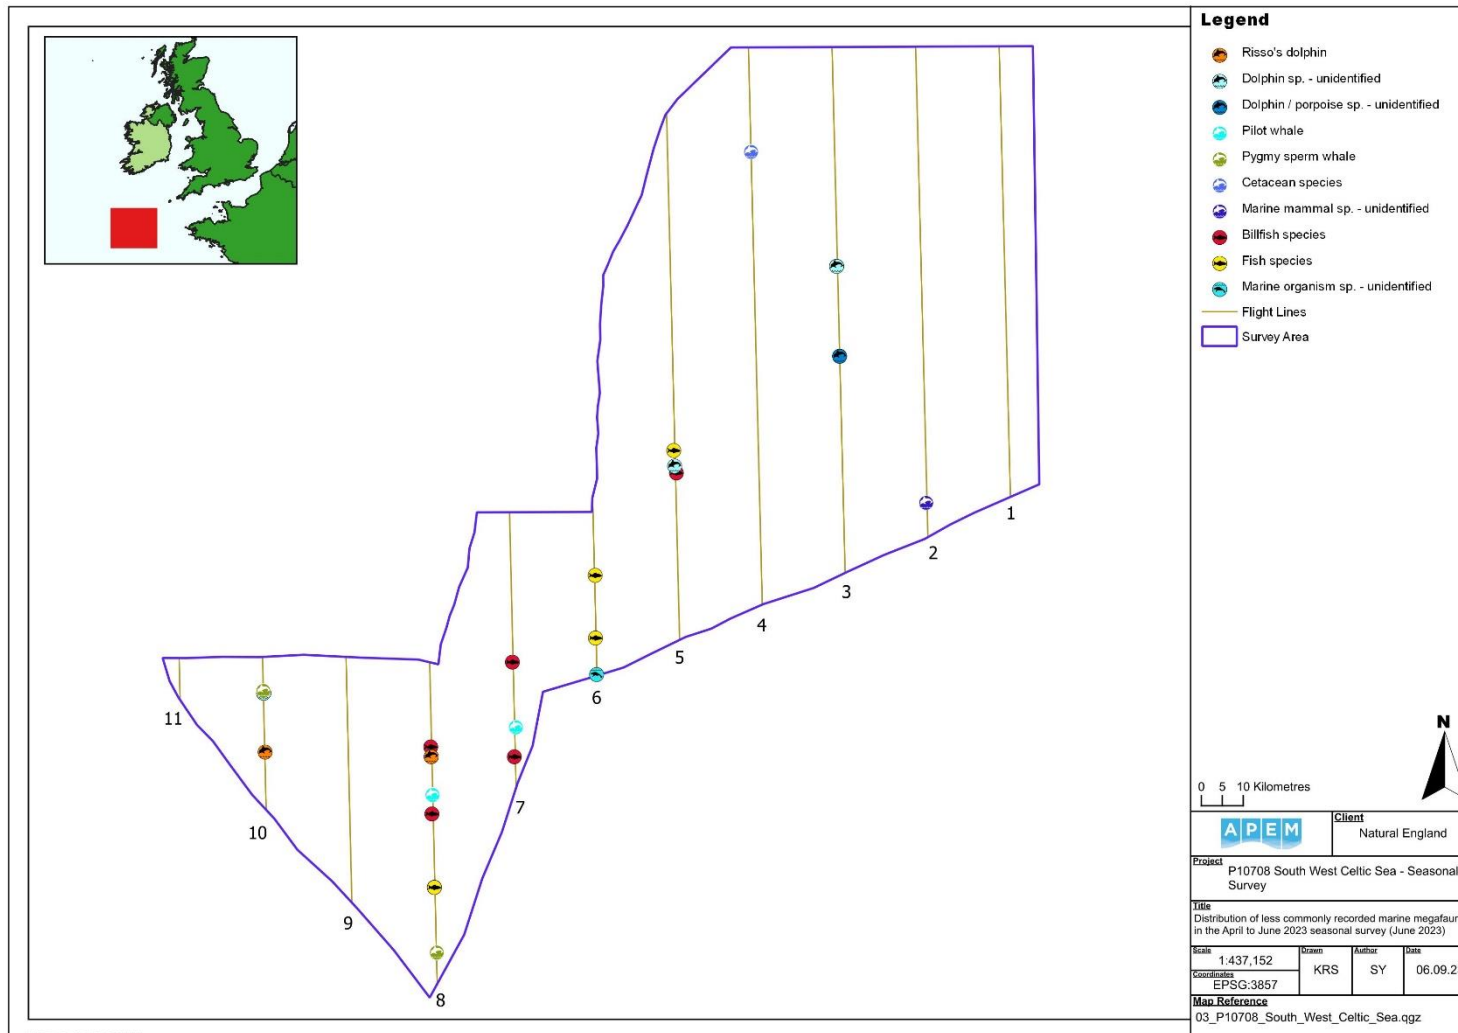 Legend
Risso's dolphin
Dolphin sp. - unidentified
Dolphin / porpoise sp. - unidentified
Pilot whale
Pygmy sperm whale
Cetacean species
Marine mammal sp. - unidentified
Billfish species
Fish species
Marine organism sp. - unidentified
Flight Lines
Survey Area
1
2
3
4
5
6
7
8
9
10
11
N
0 5 10 Kilometres
APEM
Client
Natural England
Project
P10708 South West Celtic Sea - Seasonal
Survey
Title
Distribution of less commonly recorded marine megafau
in the April to June 2023 seasonal survey (June 2023)
Scale
1:437,152
Drawn
KRS
Author
SY
Date
06.09.2
Coordinates
EPSG:3857
Map Reference
03_P10708_South_West_Celtic_Sea.qgz